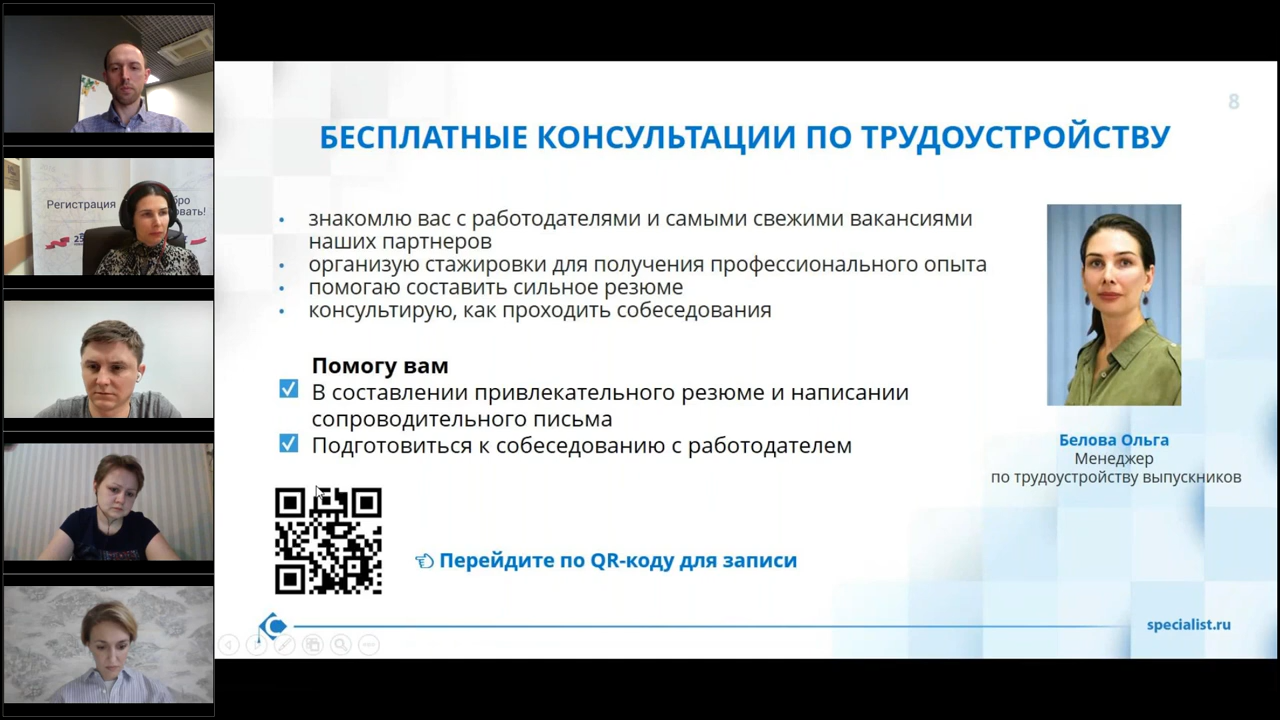 8
БЕСПЛАТНЫЕ КОНСУЛЬТАЦИИ ПО ТРУДОУСТРОЙСТВУ
• знакомлю вас с работодателями и самыми свежими вакансиями
наших партнеров
• организую стажировки для получения профессионального опыта
• помогаю составить сильное резюме
• консультирую, как проходить собеседования
Помогу вам
В составлении привлекательного резюме и написании
сопроводительного письма
Подготовиться к собеседованию с работодателем
Белова Ольга
Менеджер
по трудоустройству выпускников
Перейдите по QR-коду для записи
specialist.ru
Регистрация